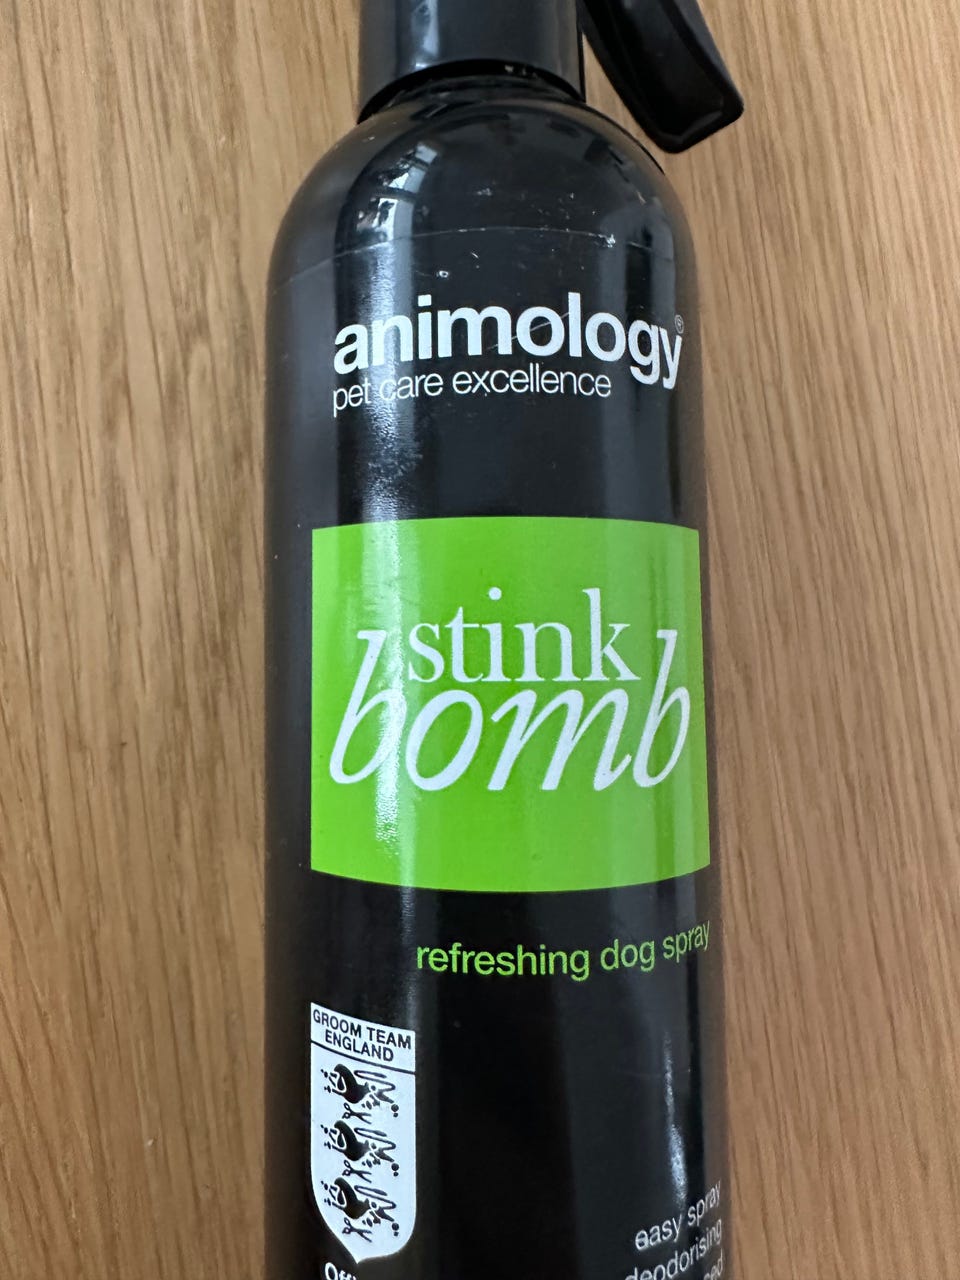 animology®
pet care excellence
stink
bomb
refreshing dog spray
GROOM TEAM
ENGLAND
easy spray
deodorising